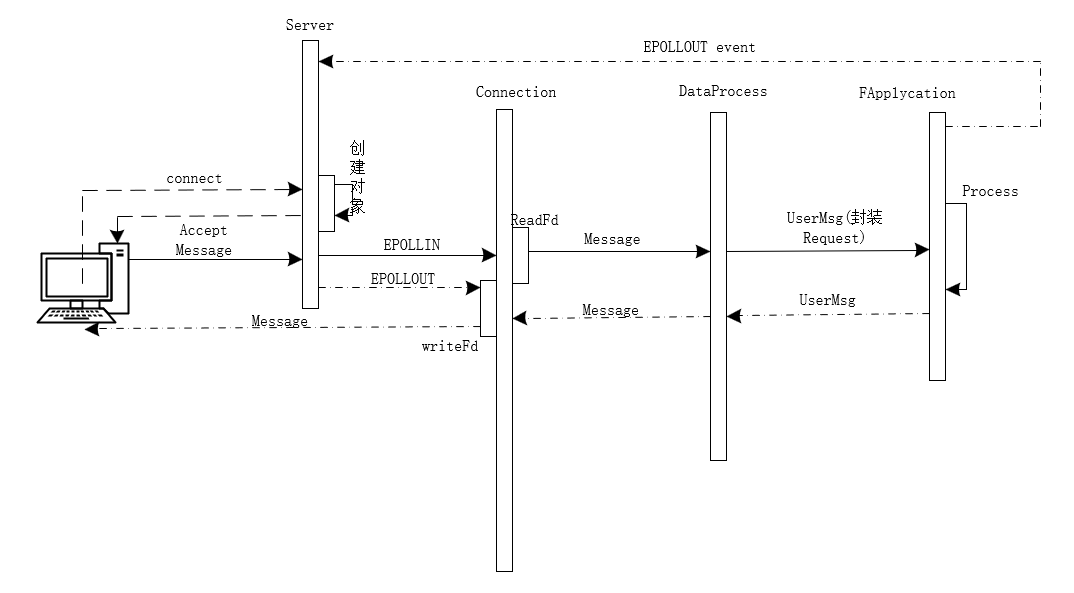 Server
EPOLLOUT event
Connection
DataProcess
FApplycation
创
建
对
象
connect
Process
ReadFd
UserMsg(封装
Request)
Accept
Message
EPOLLIN
Message
EPOLLOUT
UserMsg
Message
Message
writeFd